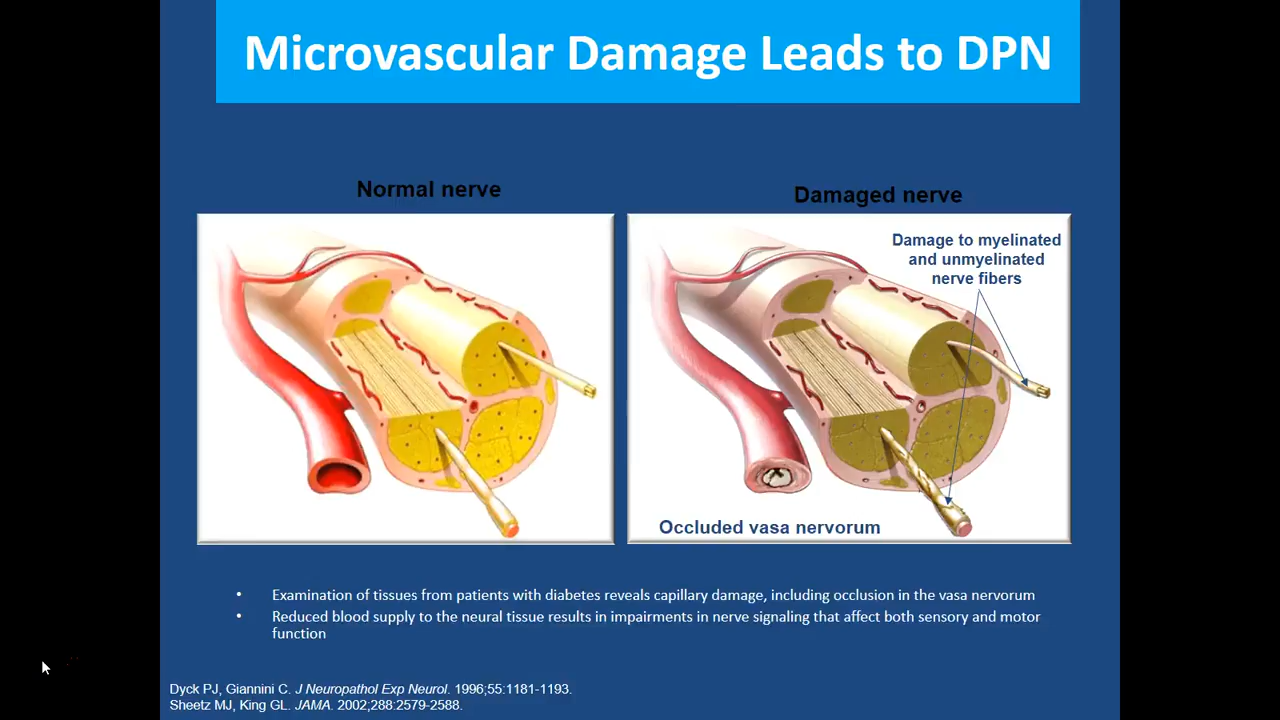 Microvascular Damage Leads to DPN
Normal nerve
Damaged nerve
Damage to myelinated
and unmyelinated
nerve fibers
Occluded vasa nervorum
• Examination of tissues from patients with diabetes reveals capillary damage, including occlusion in the vasa nervorum
• Reduced blood supply to the neural tissue results in impairments in nerve signaling that affect both sensory and motor
function
Dyck PJ, Giannini C. J Neuropathol Exp Neurol. 1996;55:1181-1193.
Sheetz MJ, King GL. JAMA. 2002;288:2579-2588.